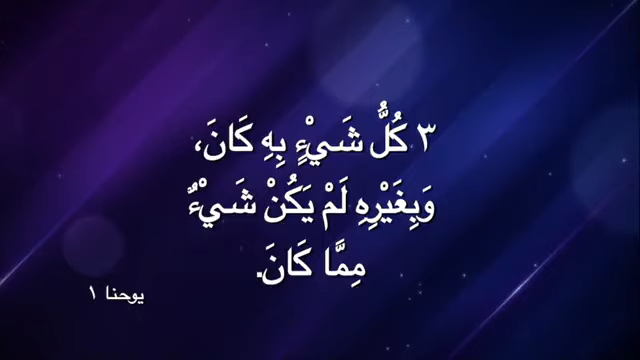 ٣ كُلُّ شَيْءٍ بِهِ كَانَ،
وَبِغَيْرِهِ لَمْ يَكُنْ شَيْءٌ
مِمَّا كَانَ.
يوحنا ١